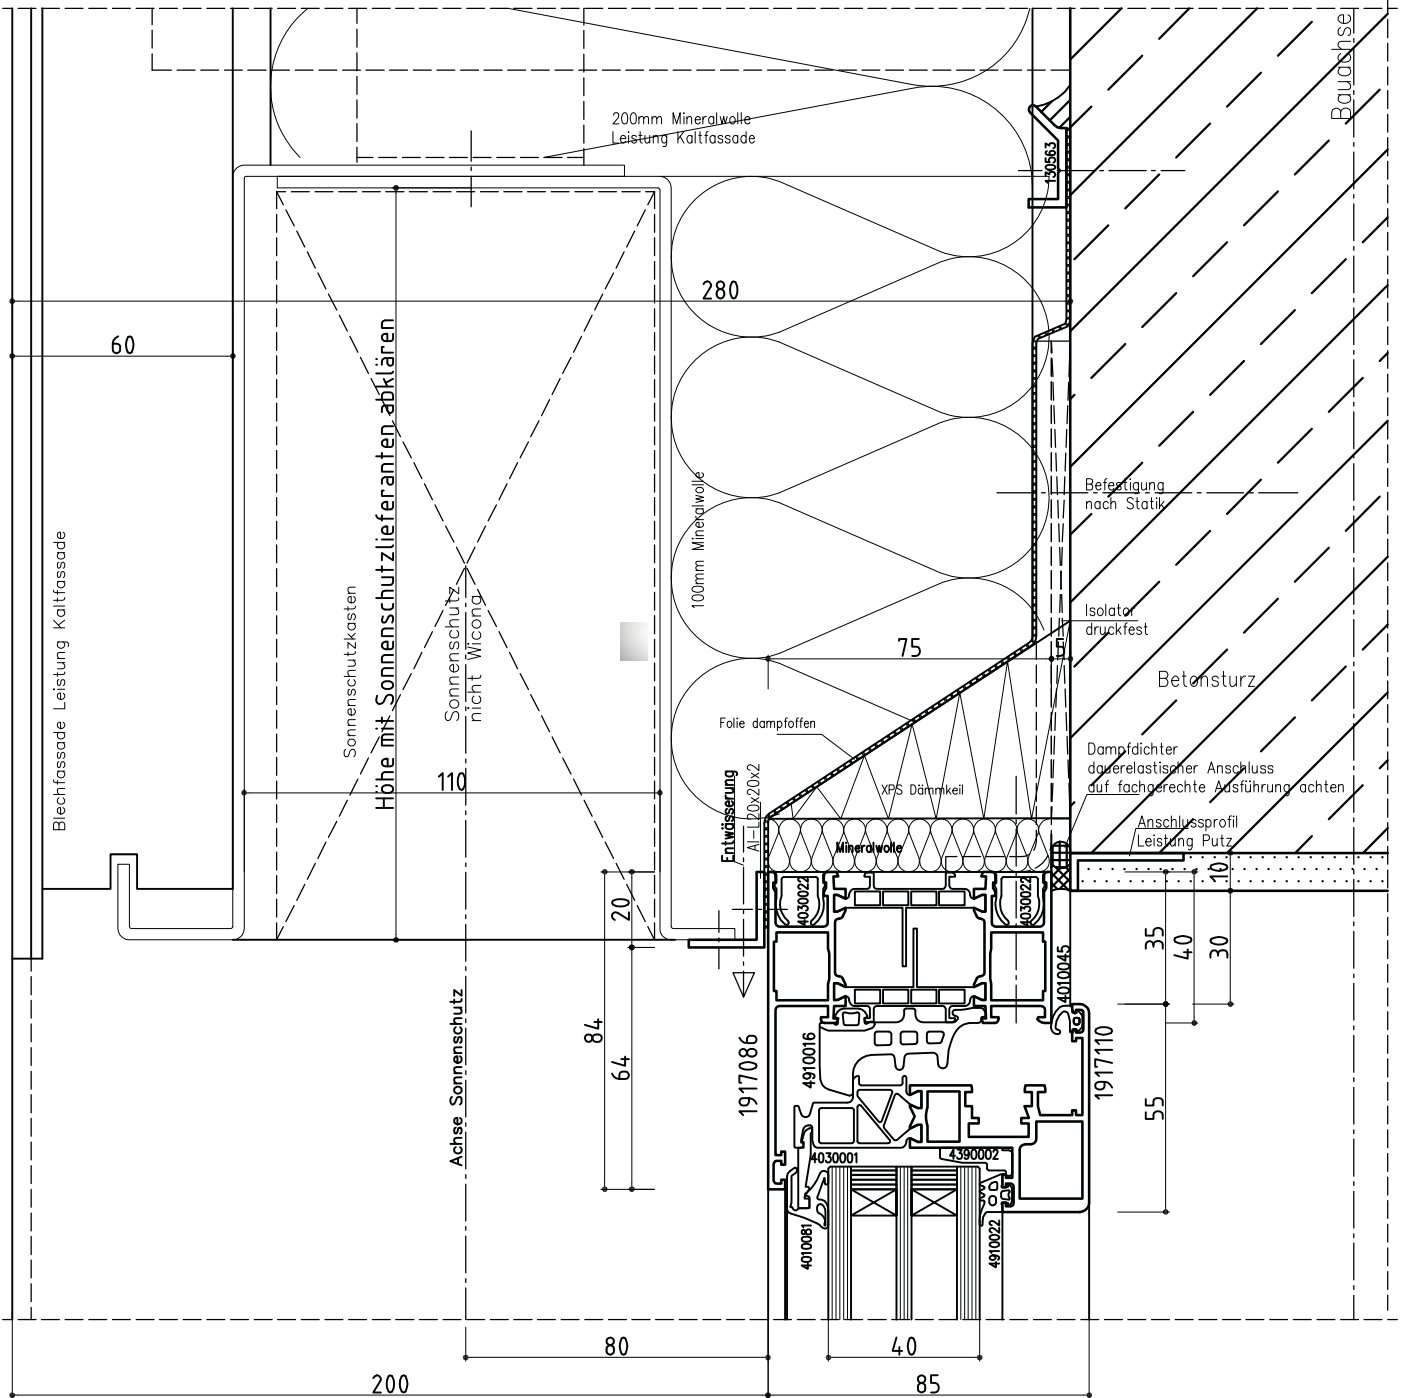 Bauachse
200mm Mineralwolle
Leistung Kaltfassade
130563
280
60
Höhe mit Sonnenschutzlieferanten abklären
Befestigung
nach Statik
100mm Mineralwolle
Blechfassade Leistung Kaltfassade
Sonnenschutzkasten
Sonnenschutz
nicht Wicona
Isolator
druckfest
75
5
Betonsturz
Folie dampfoffen
Dampfdichter
dauerelastischer Anschluss
auf fachgerechte Ausführung achten
110
Entwässerung
Al-L20x20x2
XPS Dämmkeil
Anschlussprofil
Leistung Putz
Mineralwolle
10
4030022
4030022
20
35
40
30
4010045
84
64
Achse Sonnenschutz
1917086
4910016
1917110
55
4030001
4390002
4010081
4910022
80
40
200
85